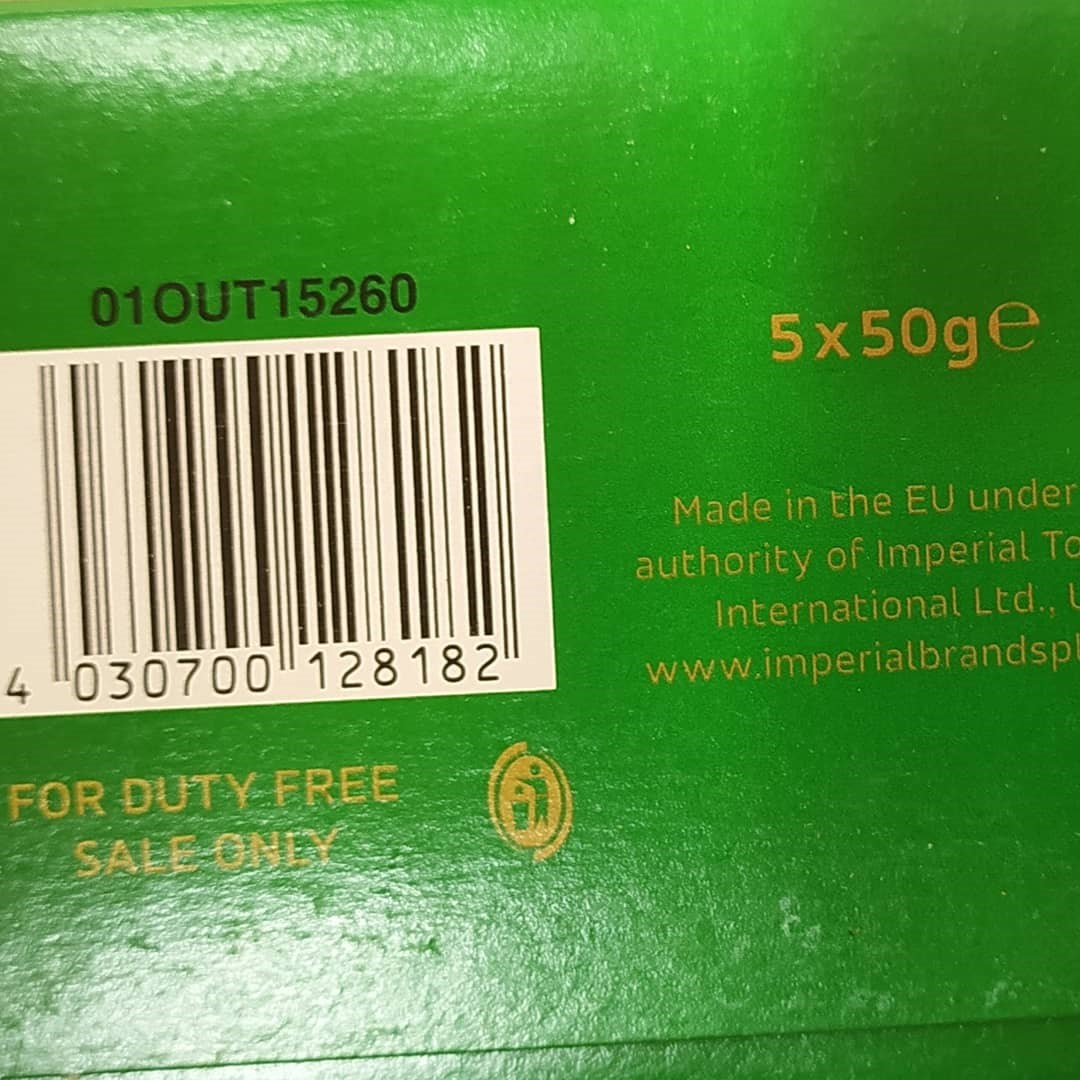 01OUT15260
5x50g℮
4 030700 128182
Made in the EU under
authority of Imperial
International Ltd.,
www.imperialbrandspl
FOR DUTY FREE
SALE ONLY